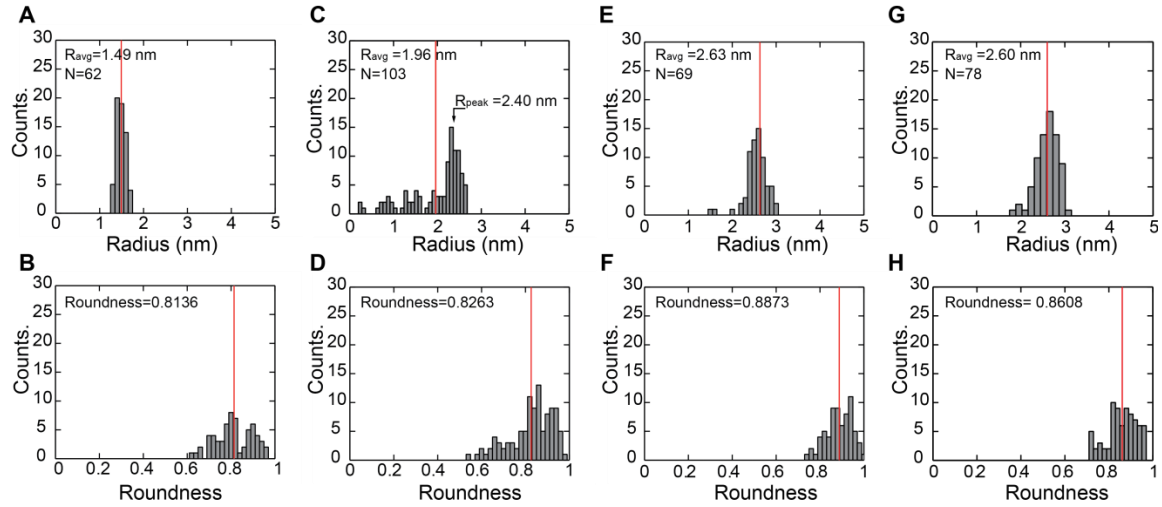 A
Ravg=1.49 nm
N=62
Counts.
30
25
20
15
10
5
0
0 1 2 3 4 5
Radius (nm)
C
Ravg =1.96 nm
N=103
Rpeak =2.40 nm
Counts.
30
25
20
15
10
5
0
0 1 2 3 4 5
Radius (nm)
E
Ravg =2.63 nm
N=69
Counts.
30
25
20
15
10
5
0
0 1 2 3 4 5
Radius (nm)
G
Ravg =2.60 nm
N=78
Counts.
30
25
20
15
10
5
0
0 1 2 3 4 5
Radius (nm)
B
Roundness=0.8136
Counts.
30
25
20
15
10
5
0
0 0.2 0.4 0.6 0.8 1
Roundness
D
Roundness=0.8263
Counts.
30
25
20
15
10
5
0
0 0.2 0.4 0.6 0.8 1
Roundness
F
Roundness=0.8873
Counts.
30
25
20
15
10
5
0
0 0.2 0.4 0.6 0.8 1
Roundness
H
Roundness= 0.8608
Counts.
30
25
20
15
10
5
0
0 0.2 0.4 0.6 0.8 1
Roundness